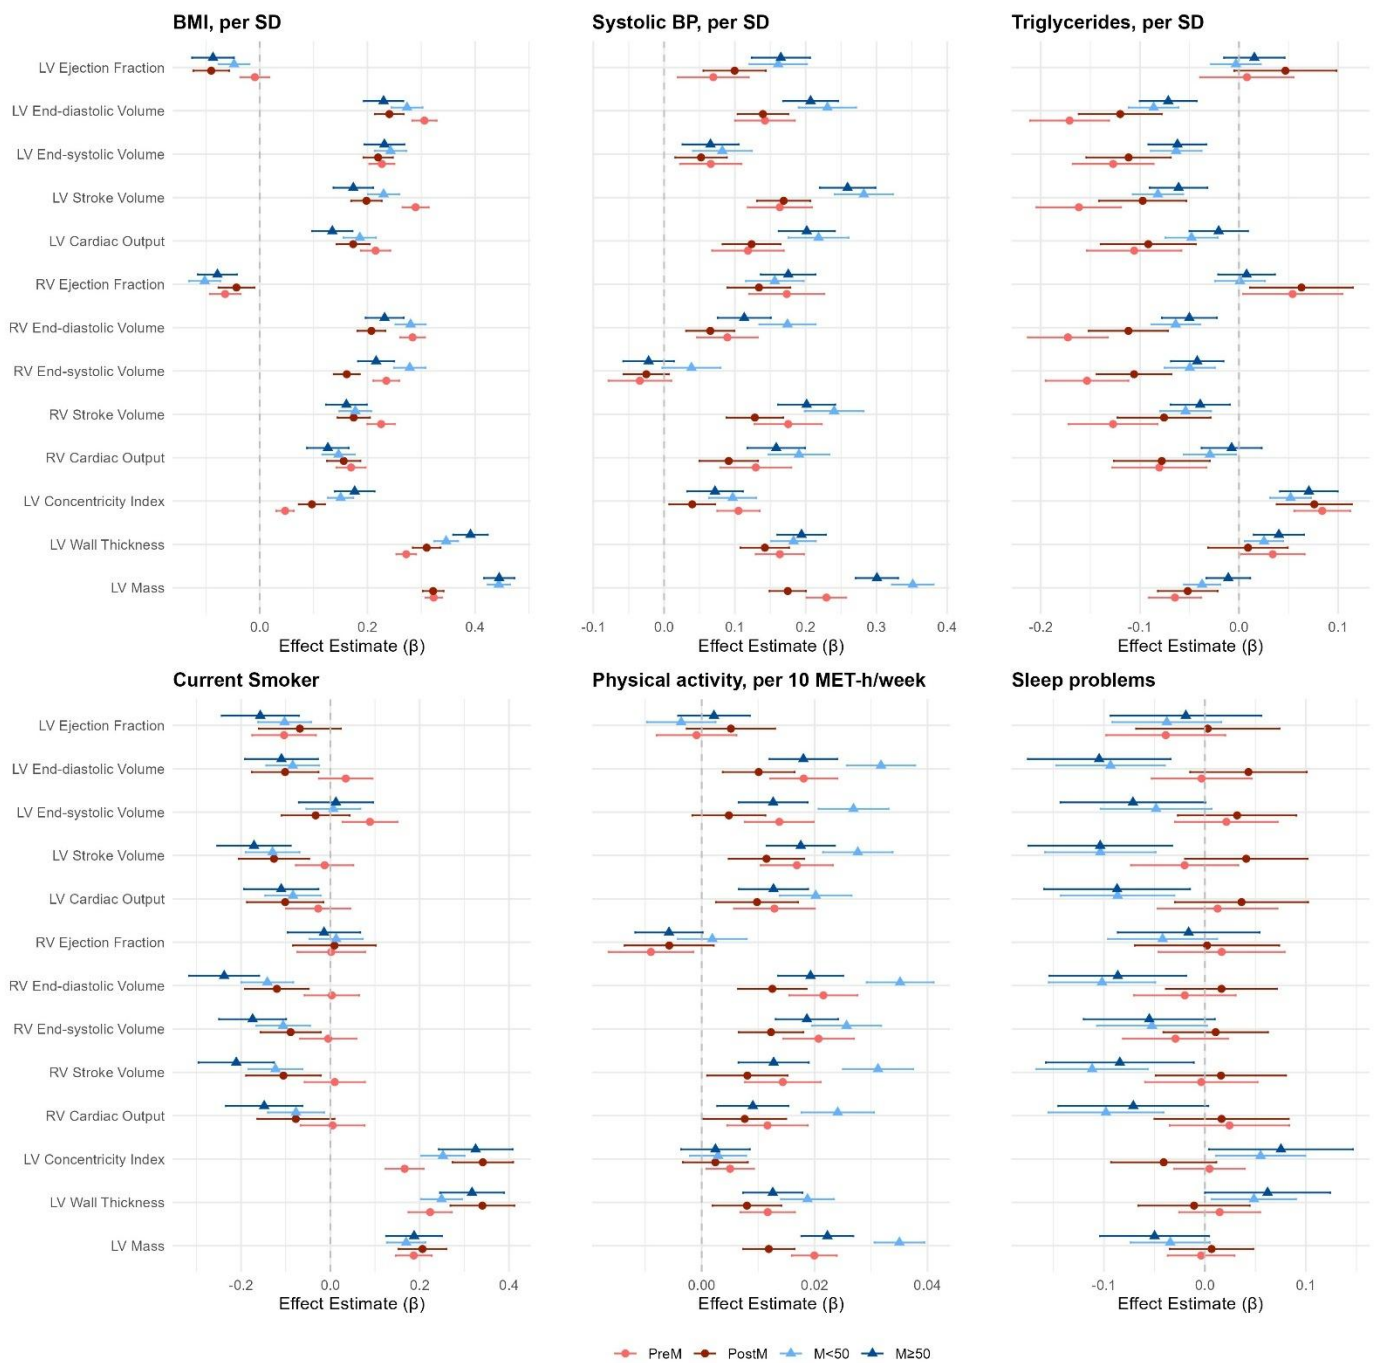 BMI, per SD
Systolic BP, per SD
Triglycerides, per SD
LV Ejection Fraction
LV End-diastolic Volume
LV End-systolic Volume
LV Stroke Volume
LV Cardiac Output
RV Ejection Fraction
RV End-diastolic Volume
RV End-systolic Volume
RV Stroke Volume
RV Cardiac Output
LV Concentricity Index
LV Wall Thickness
LV Mass
0.0 0.2 0.4
-0.1 0.0 0.1 0.2 0.3 0.4
-0.2 -0.1 0.0 0.1
Effect Estimate (β)
Effect Estimate (β)
Effect Estimate (β)
Current Smoker
Physical activity, per 10 MET-h/week
Sleep problems
LV Ejection Fraction
LV End-diastolic Volume
LV End-systolic Volume
LV Stroke Volume
LV Cardiac Output
RV Ejection Fraction
RV End-diastolic Volume
RV End-systolic Volume
RV Stroke Volume
RV Cardiac Output
LV Concentricity Index
LV Wall Thickness
LV Mass
-0.2 0.0 0.2 0.4
0.00 0.02 0.04
-0.1 0.0 0.1
Effect Estimate (β)
Effect Estimate (β)
Effect Estimate (β)
PreM PostM M<50 M≥50